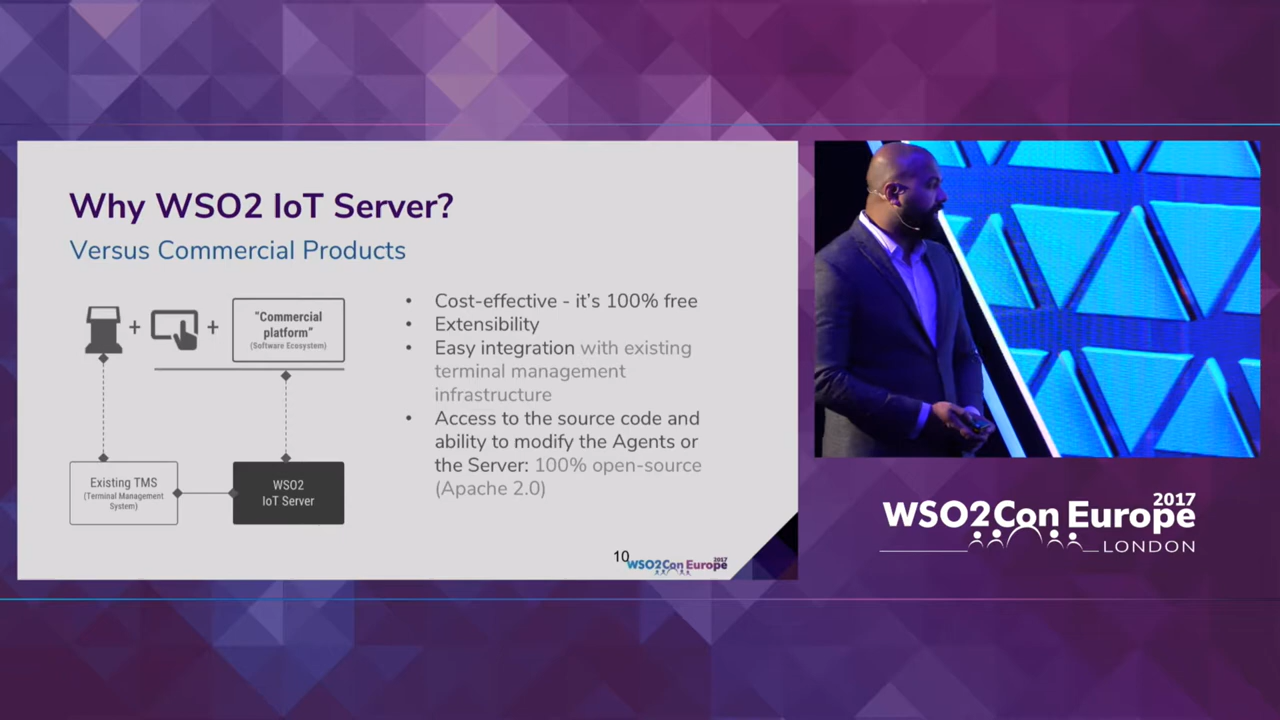 Why WSO2 IoT Server?
Versus Commercial Products
+
+
"Commercial
platform"
(Software Ecosystem)
Existing TMS
(Terminal Management
System)
WSO2
IoT Server
• Cost-effective - it's 100% free
• Extensibility
• Easy integration with existing
terminal management
infrastructure
• Access to the source code and
ability to modify the Agents or
the Server: 100% open-source
(Apache 2.0)
10
WSO2Con Europe 2017
WSO2Con Europe 2017
LONDON